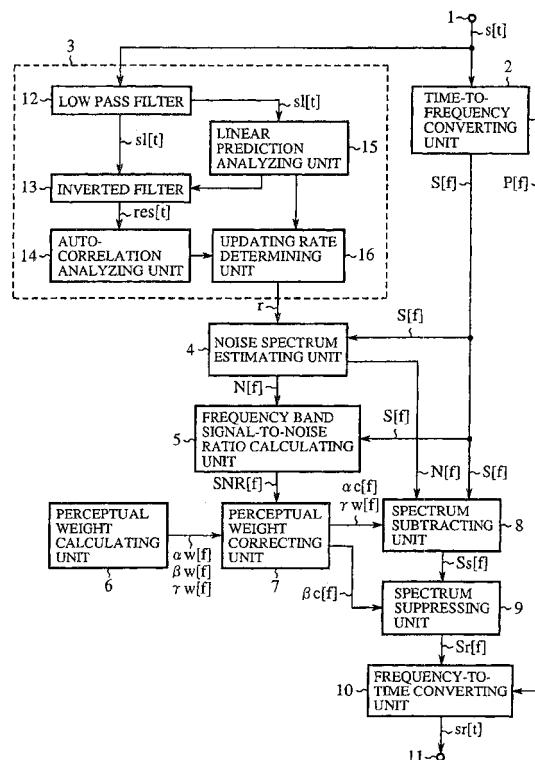 1
s[t]
3
2
12
LOW PASS FILTER
sl[t]
TIME-TO-
FREQUENCY
CONVERTING
UNIT
sl[t]
LINEAR
PREDICTION
ANALYZING UNIT
15
13
INVERTED FILTER
S[f]
P[f]
res[t]
14
AUTO-
CORRELATION
ANALYZING UNIT
UPDATING RATE
DETERMINING
UNIT
16
r
S[f]
4
NOISE SPECTRUM
ESTIMATING UNIT
N[f]
5
FREQUENCY BAND
SIGNAL-TO-NOISE
RATIO CALCULATING
UNIT
S[f]
N[f]
S[f]
SNR[f]
αc[f]
γw[f]
PERCEPTUAL
WEIGHT
CALCULATING
UNIT
6
αw[f]
βw[f]
γw[f]
PERCEPTUAL
WEIGHT
CORRECTING
UNIT
7
SPECTRUM
SUBTRACTING
UNIT
8
Ss[f]
βc[f]
SPECTRUM
SUPPRESSING
UNIT
9
Sr[f]
10
FREQUENCY-TO-
TIME CONVERTING
UNIT
sr[t]
11